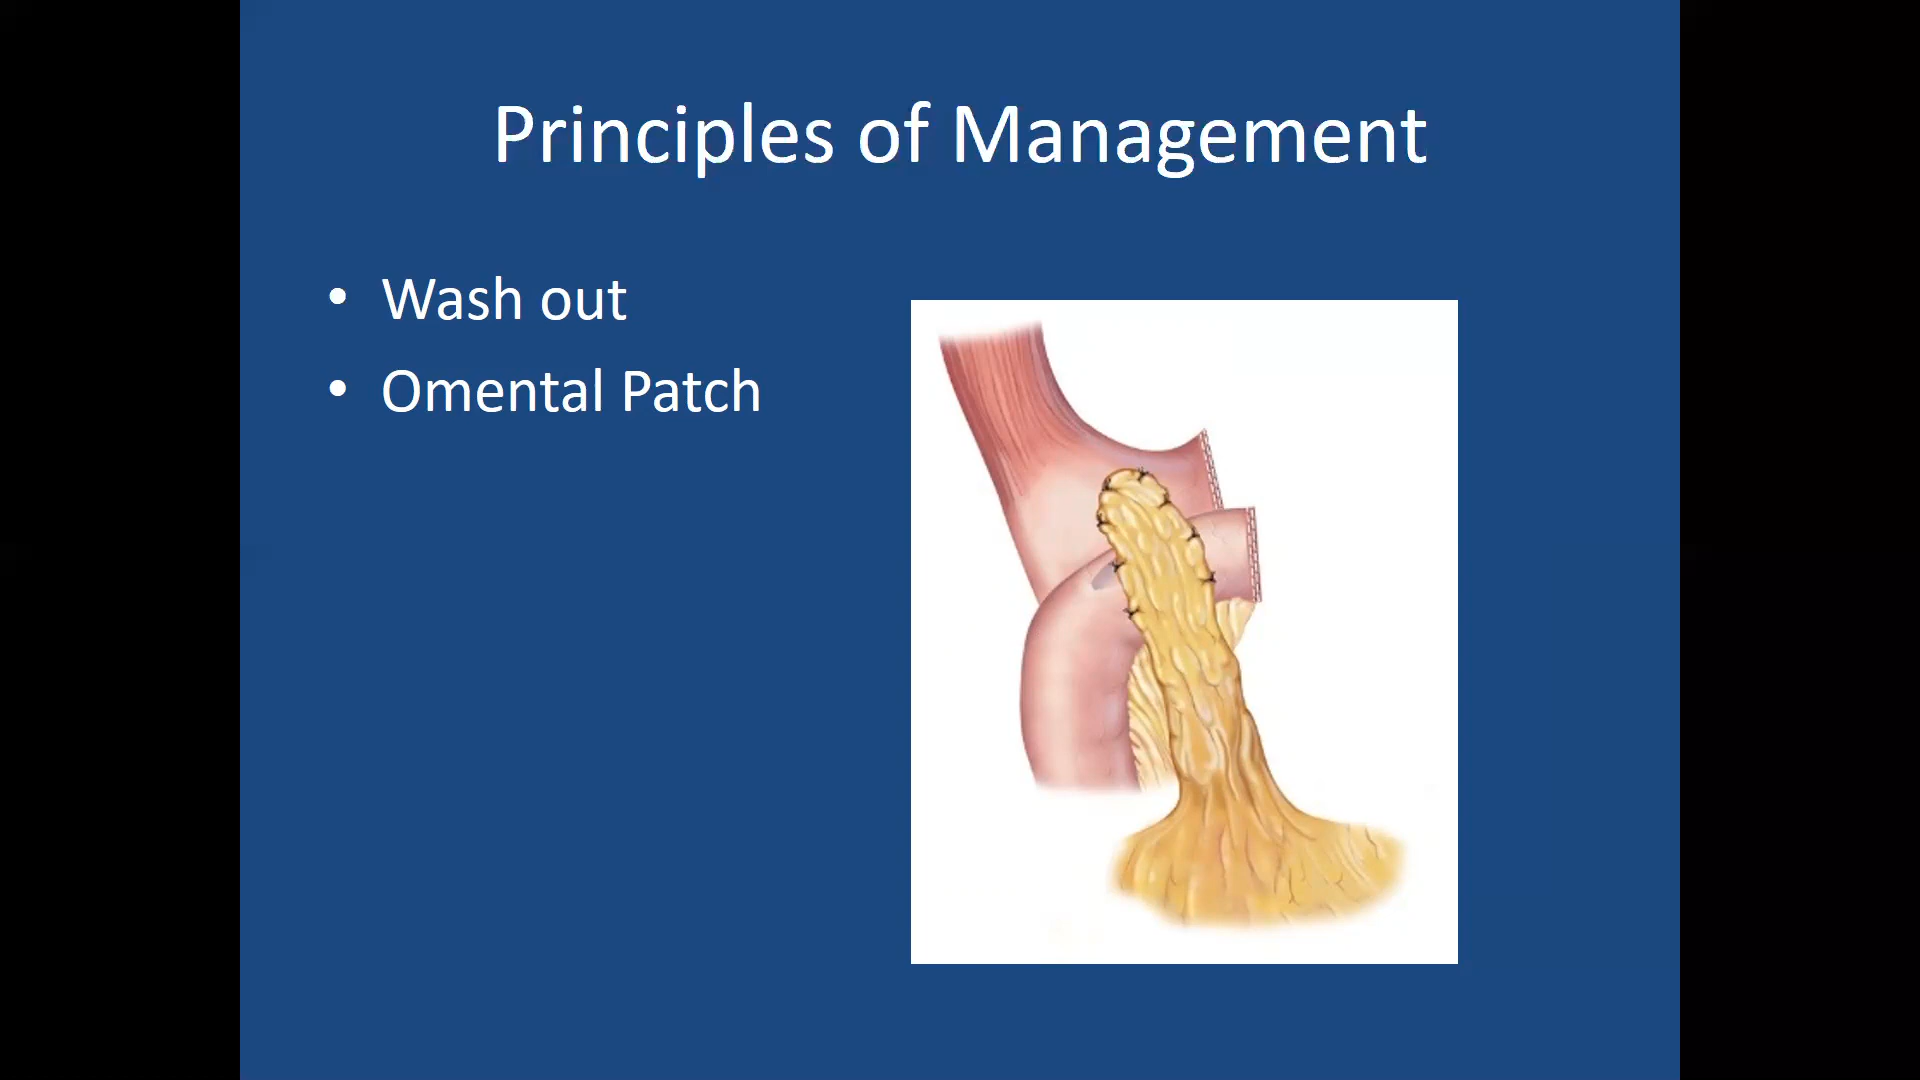 Principles of Management
• Wash out
• Omental Patch